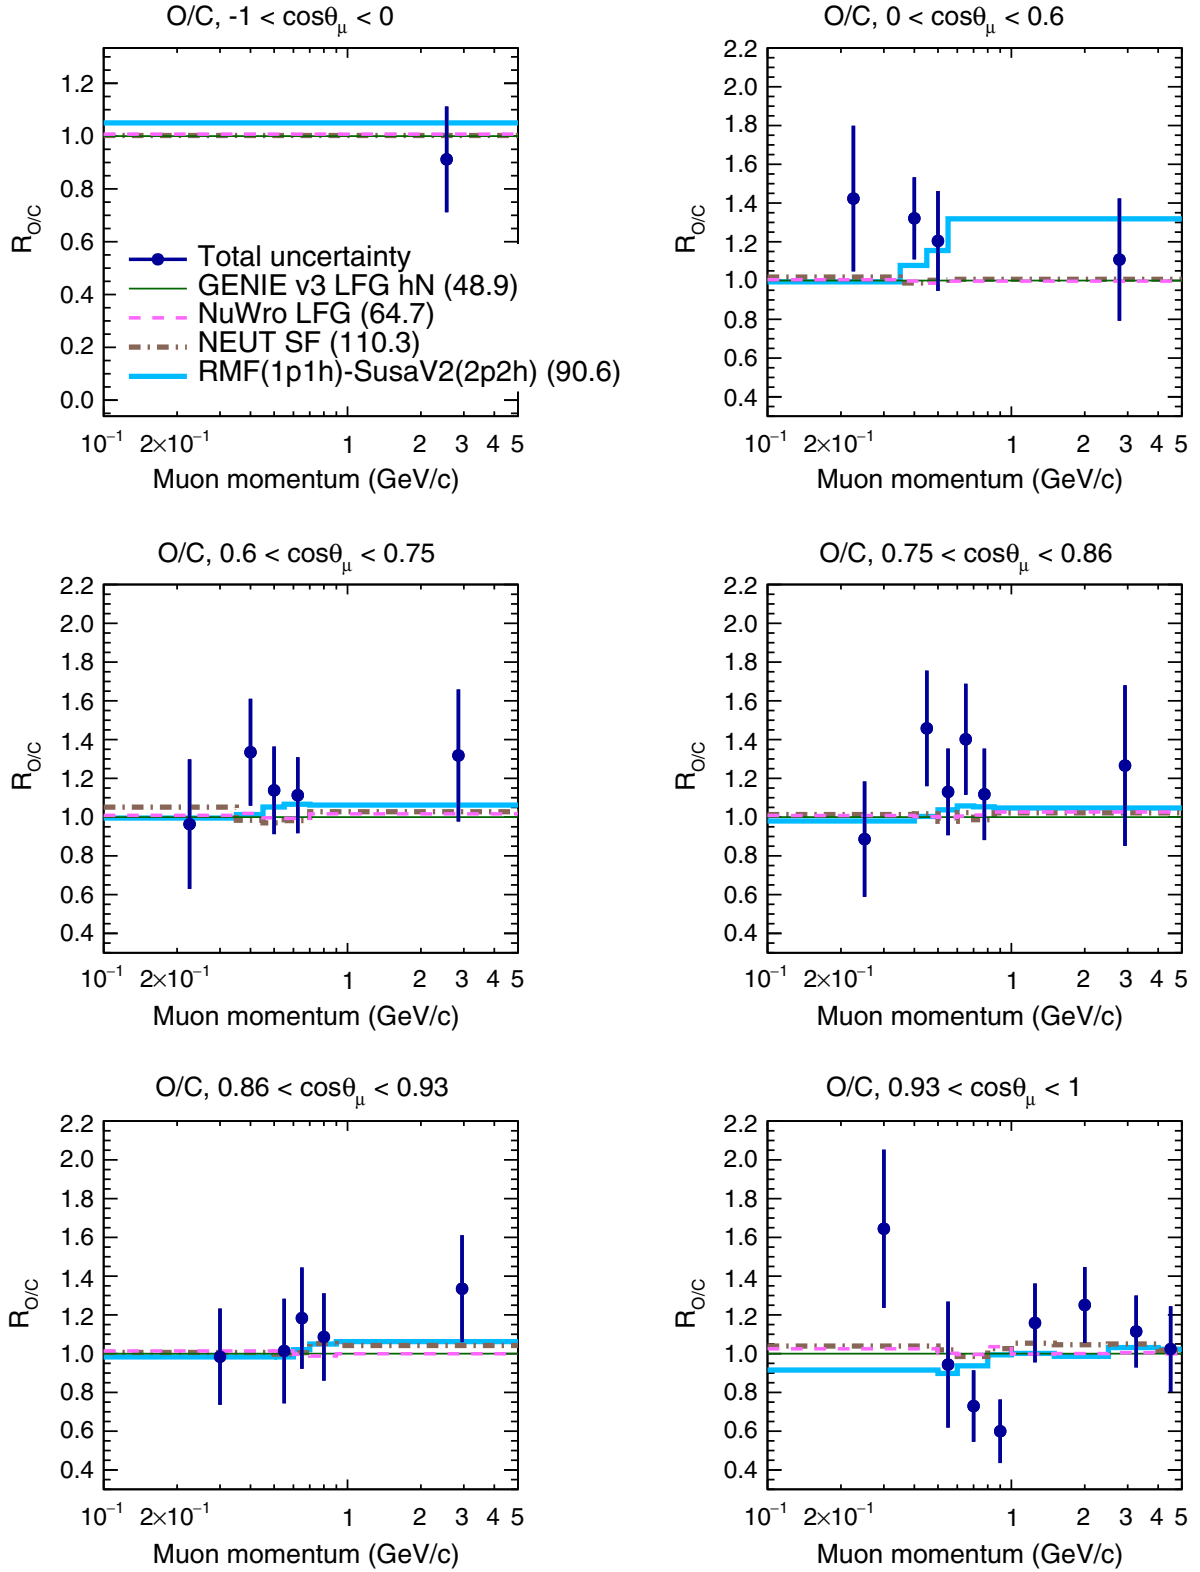 O/C, -1 < cosθμ < 0
1.2
1.0
0.8
0.6
0.4
0.2
0.0
R_O/C
Total uncertainty
GENIE v3 LFG hN (48.9)
NuWro LFG (64.7)
NEUT SF (110.3)
RMF(1p1h)-SusaV2(2p2h) (90.6)
10⁻¹ 2×10⁻¹ 1 2 3 4 5
Muon momentum (GeV/c)
O/C, 0 < cosθμ < 0.6
2.2
2.0
1.8
1.6
1.4
1.2
1.0
0.8
0.6
0.4
R_O/C
10⁻¹ 2×10⁻¹ 1 2 3 4 5
Muon momentum (GeV/c)
O/C, 0.6 < cosθμ < 0.75
2.2
2.0
1.8
1.6
1.4
1.2
1.0
0.8
0.6
0.4
R_O/C
10⁻¹ 2×10⁻¹ 1 2 3 4 5
Muon momentum (GeV/c)
O/C, 0.75 < cosθμ < 0.86
2.2
2.0
1.8
1.6
1.4
1.2
1.0
0.8
0.6
0.4
R_O/C
10⁻¹ 2×10⁻¹ 1 2 3 4 5
Muon momentum (GeV/c)
O/C, 0.86 < cosθμ < 0.93
2.2
2.0
1.8
1.6
1.4
1.2
1.0
0.8
0.6
0.4
R_O/C
10⁻¹ 2×10⁻¹ 1 2 3 4 5
Muon momentum (GeV/c)
O/C, 0.93 < cosθμ < 1
2.2
2.0
1.8
1.6
1.4
1.2
1.0
0.8
0.6
0.4
R_O/C
10⁻¹ 2×10⁻¹ 1 2 3 4 5
Muon momentum (GeV/c)